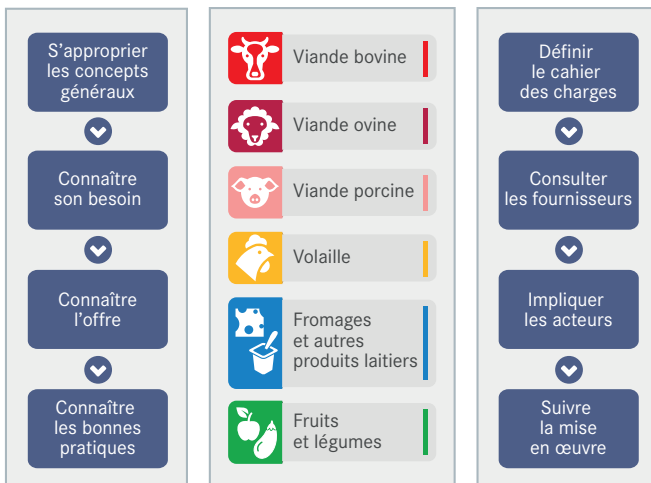 S'approprier
les concepts
généraux
Connaître
son besoin
Connaître
l'offre
Connaître
les bonnes
pratiques
Viande bovine
Viande ovine
Viande porcine
Volaille
Fromages
et autres
produits laitiers
Fruits
et légumes
Définir
le cahier
des charges
Consulter
les fournisseurs
Impliquer
les acteurs
Suivre
la mise
en œuvre